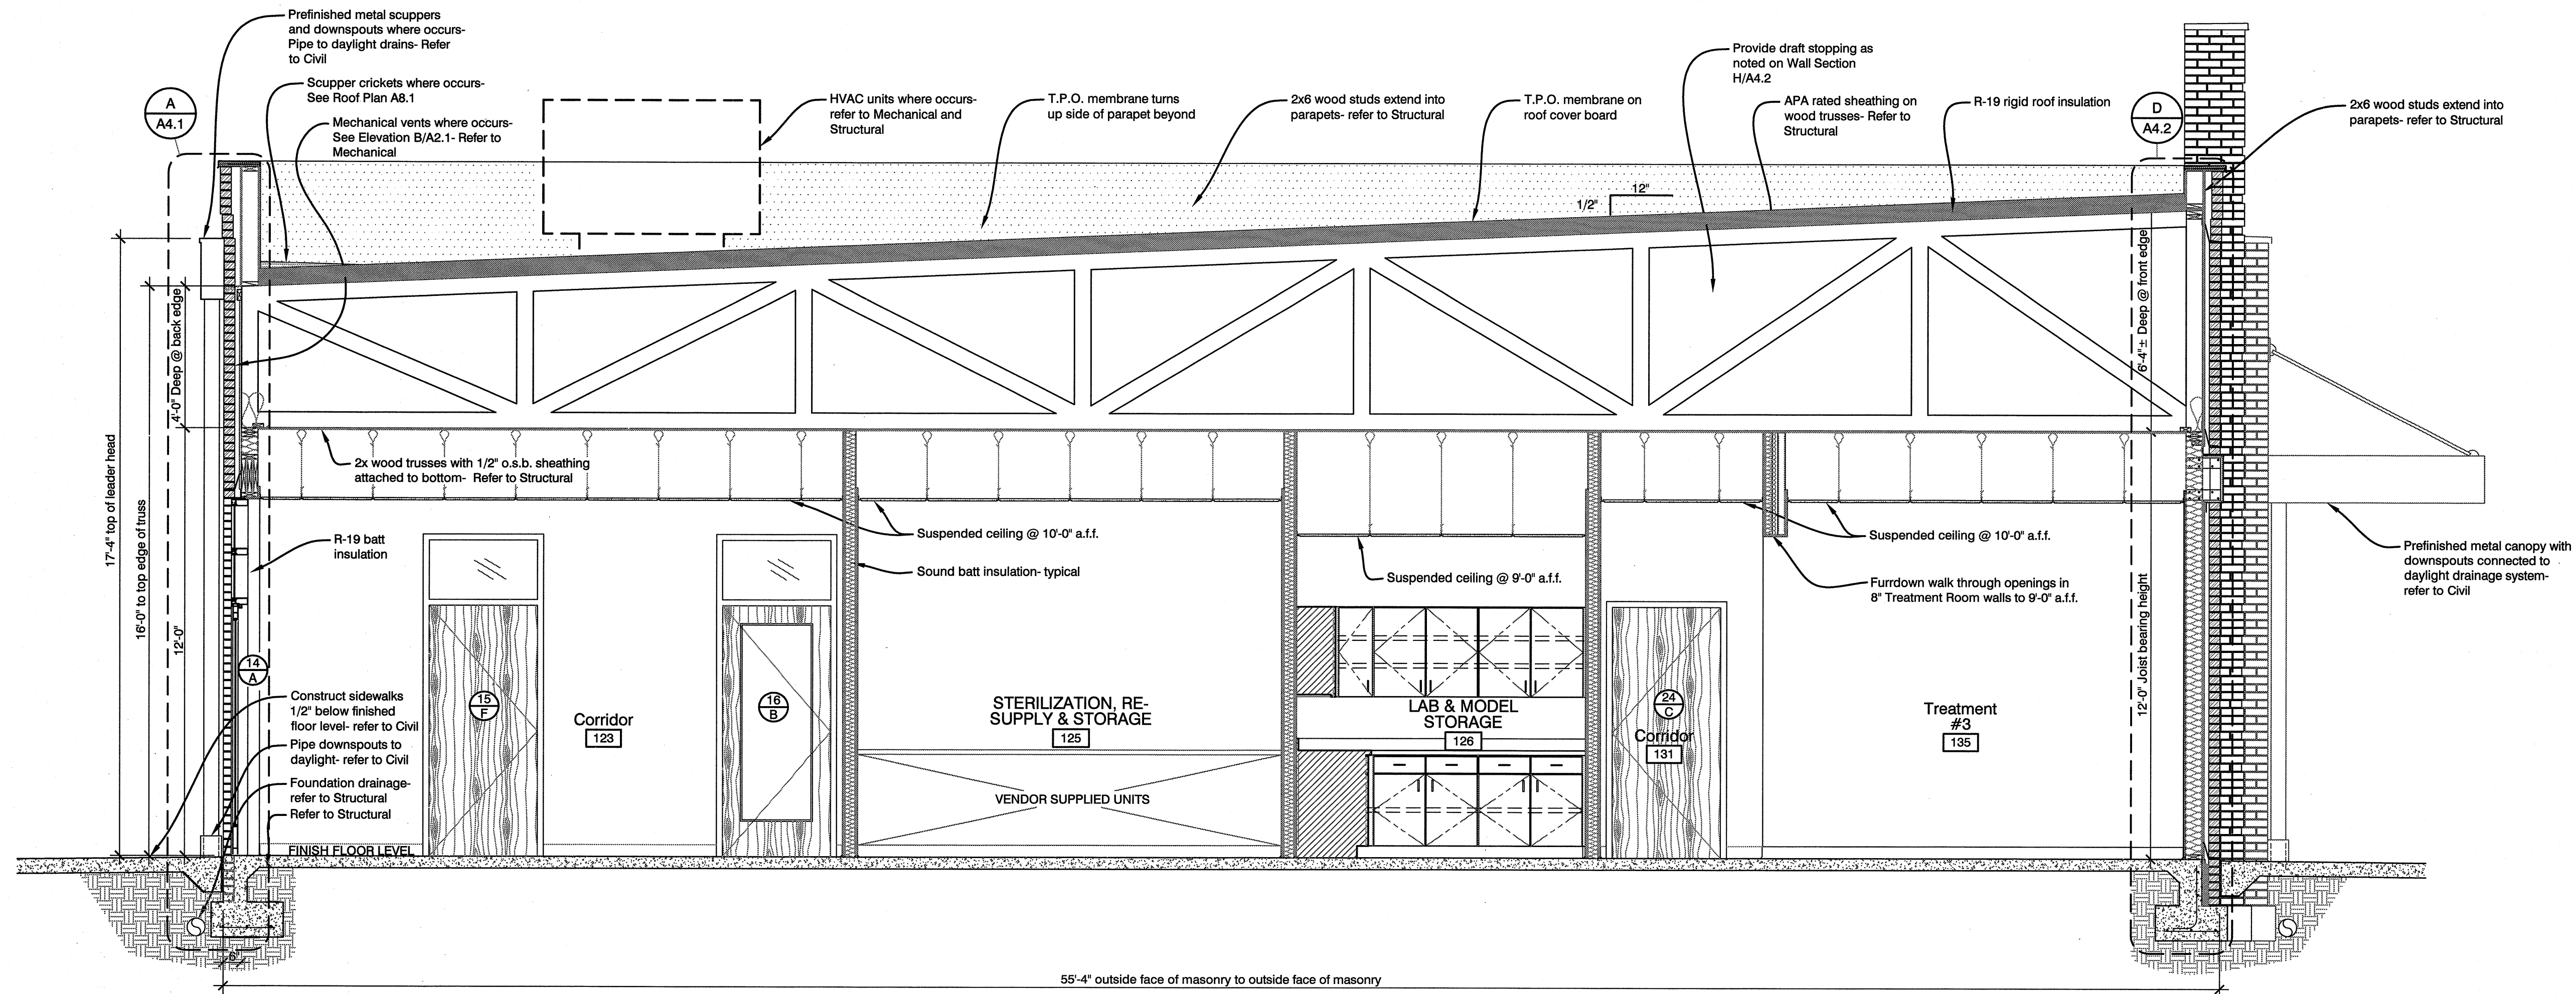 Prefinished metal scuppers
and downspouts where occurs-
Pipe to daylight drains- Refer
to Civil
Scupper crickets where occurs-
See Roof Plan A8.1
Mechanical vents where occurs-
See Elevation B/A2.1- Refer to
Mechanical
A
A4.1
HVAC units where occurs-
refer to Mechanical and
Structural
T.P.O. membrane turns
up side of parapet beyond
2x6 wood studs extend into
parapets- refer to Structural
T.P.O. membrane on
roof cover board
Provide draft stopping as
noted on Wall Section
H/A4.2
APA rated sheathing on
wood trusses- Refer to
Structural
R-19 rigid roof insulation
D
A4.2
2x6 wood studs extend into
parapets- refer to Structural
12"
1/2"
17'-4" top of leader head
16'-0" to top edge of truss
4'-0" Deep @ back edge
12'-0"
6'-4"± Deep @ front edge
12'-0" Joist bearing height
2x wood trusses with 1/2" o.s.b. sheathing
attached to bottom- Refer to Structural
R-19 batt
insulation
Suspended ceiling @ 10'-0" a.f.f.
Sound batt insulation- typical
Suspended ceiling @ 9'-0" a.f.f.
Suspended ceiling @ 10'-0" a.f.f.
Furrdown walk through openings in
8" Treatment Room walls to 9'-0" a.f.f.
Prefinished metal canopy with
downspouts connected to
daylight drainage system-
refer to Civil
14
A
15
F
Corridor
123
16
B
STERILIZATION, RE-
SUPPLY & STORAGE
125
VENDOR SUPPLIED UNITS
LAB & MODEL
STORAGE
126
24
C
Corridor
131
Treatment
#3
135
Construct sidewalks
1/2" below finished
floor level- refer to Civil
Pipe downspouts to
daylight- refer to Civil
Foundation drainage-
refer to Structural
Refer to Structural
FINISH FLOOR LEVEL
6"
55'-4" outside face of masonry to outside face of masonry